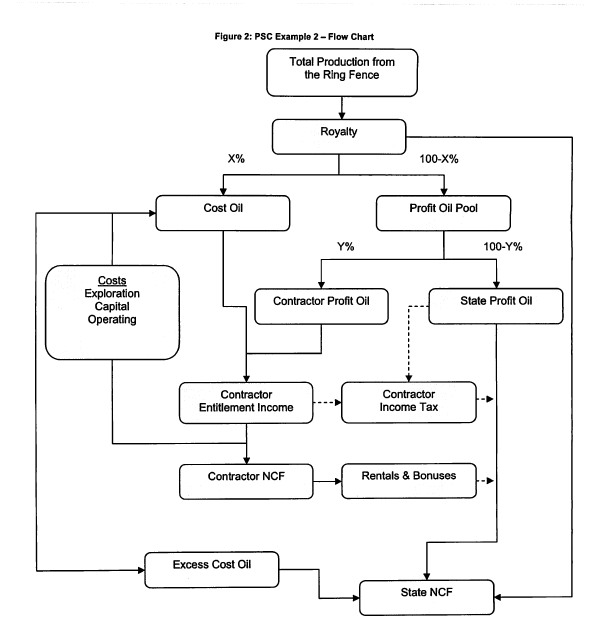 Figure 2: PSC Example 2 – Flow Chart
Total Production from
the Ring Fence
Royalty
X%
100-X%
Cost Oil
Profit Oil Pool
Y%
100-Y%
Costs
Exploration
Capital
Operating
Contractor Profit Oil
State Profit Oil
Contractor
Entitlement Income
Contractor
Income Tax
Contractor NCF
Rentals & Bonuses
Excess Cost Oil
State NCF